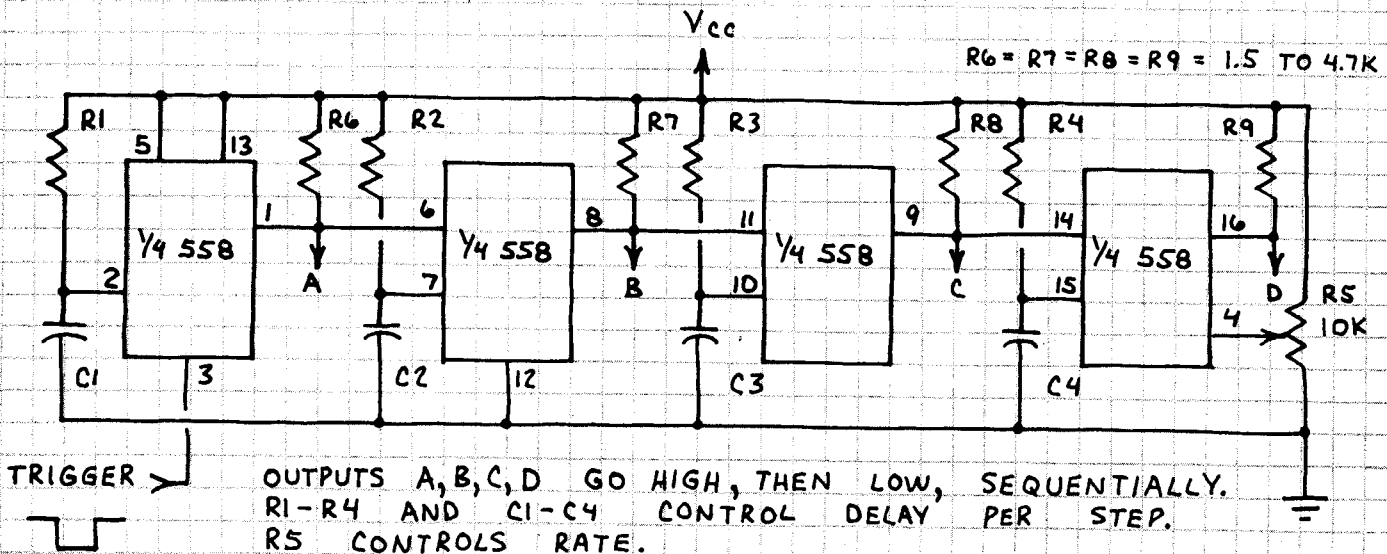 Vcc
R6 = R7 = R8 = R9 = 1.5 TO 4.7K
R1 5 13 R6 R2 R7 R3 R8 R4 R9
1 6 8 11 9 14 16
1/4 558 1/4 558 1/4 558 1/4 558
2 A 7 B 10 C 15 D R5
4 10K
C1 3 C2 12 C3 C4
TRIGGER
OUTPUTS A, B, C, D GO HIGH, THEN LOW, SEQUENTIALLY.
R1-R4 AND C1-C4 CONTROL DELAY PER STEP.
R5 CONTROLS RATE.